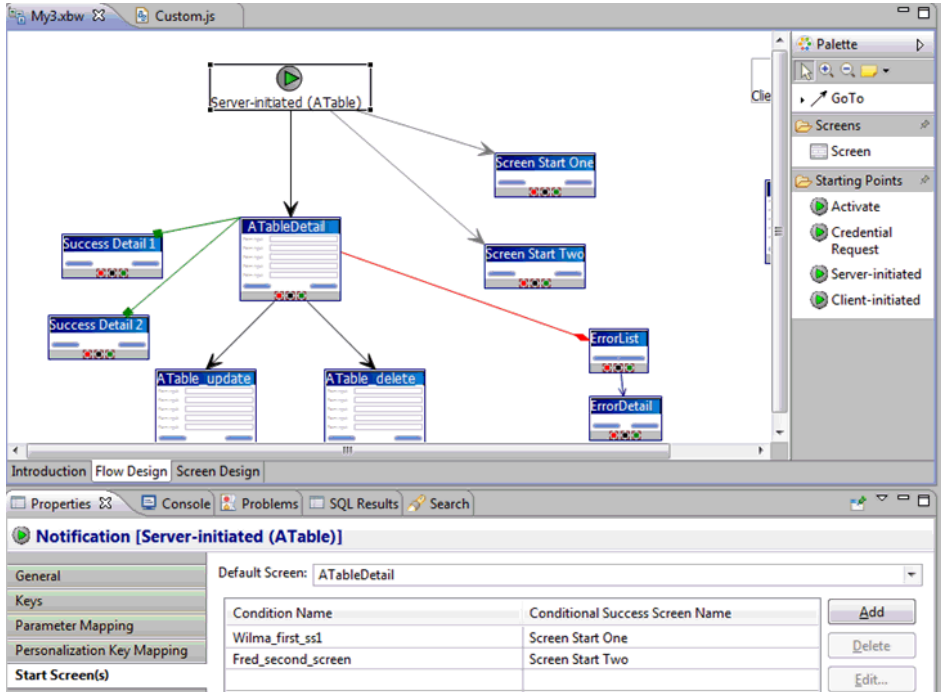 My3.xbw Custom.js
Server-initiated (ATable)
Clie
Screen Start One
ATableDetail
Success Detail 1
Screen Start Two
Success Detail 2
ErrorList
ATable_update
ATable_delete
ErrorDetail
Palette
GoTo
Screens
Screen
Starting Points
Activate
Credential
Request
Server-initiated
Client-initiated
Introduction Flow Design Screen Design
Properties Console Problems SQL Results Search
Notification [Server-initiated (ATable)]
General
Keys
Parameter Mapping
Personalization Key Mapping
Start Screen(s)
Default Screen: ATableDetail
Condition Name Conditional Success Screen Name
Wilma_first_ss1 Screen Start One
Fred_second_screen Screen Start Two
Add
Delete
Edit...